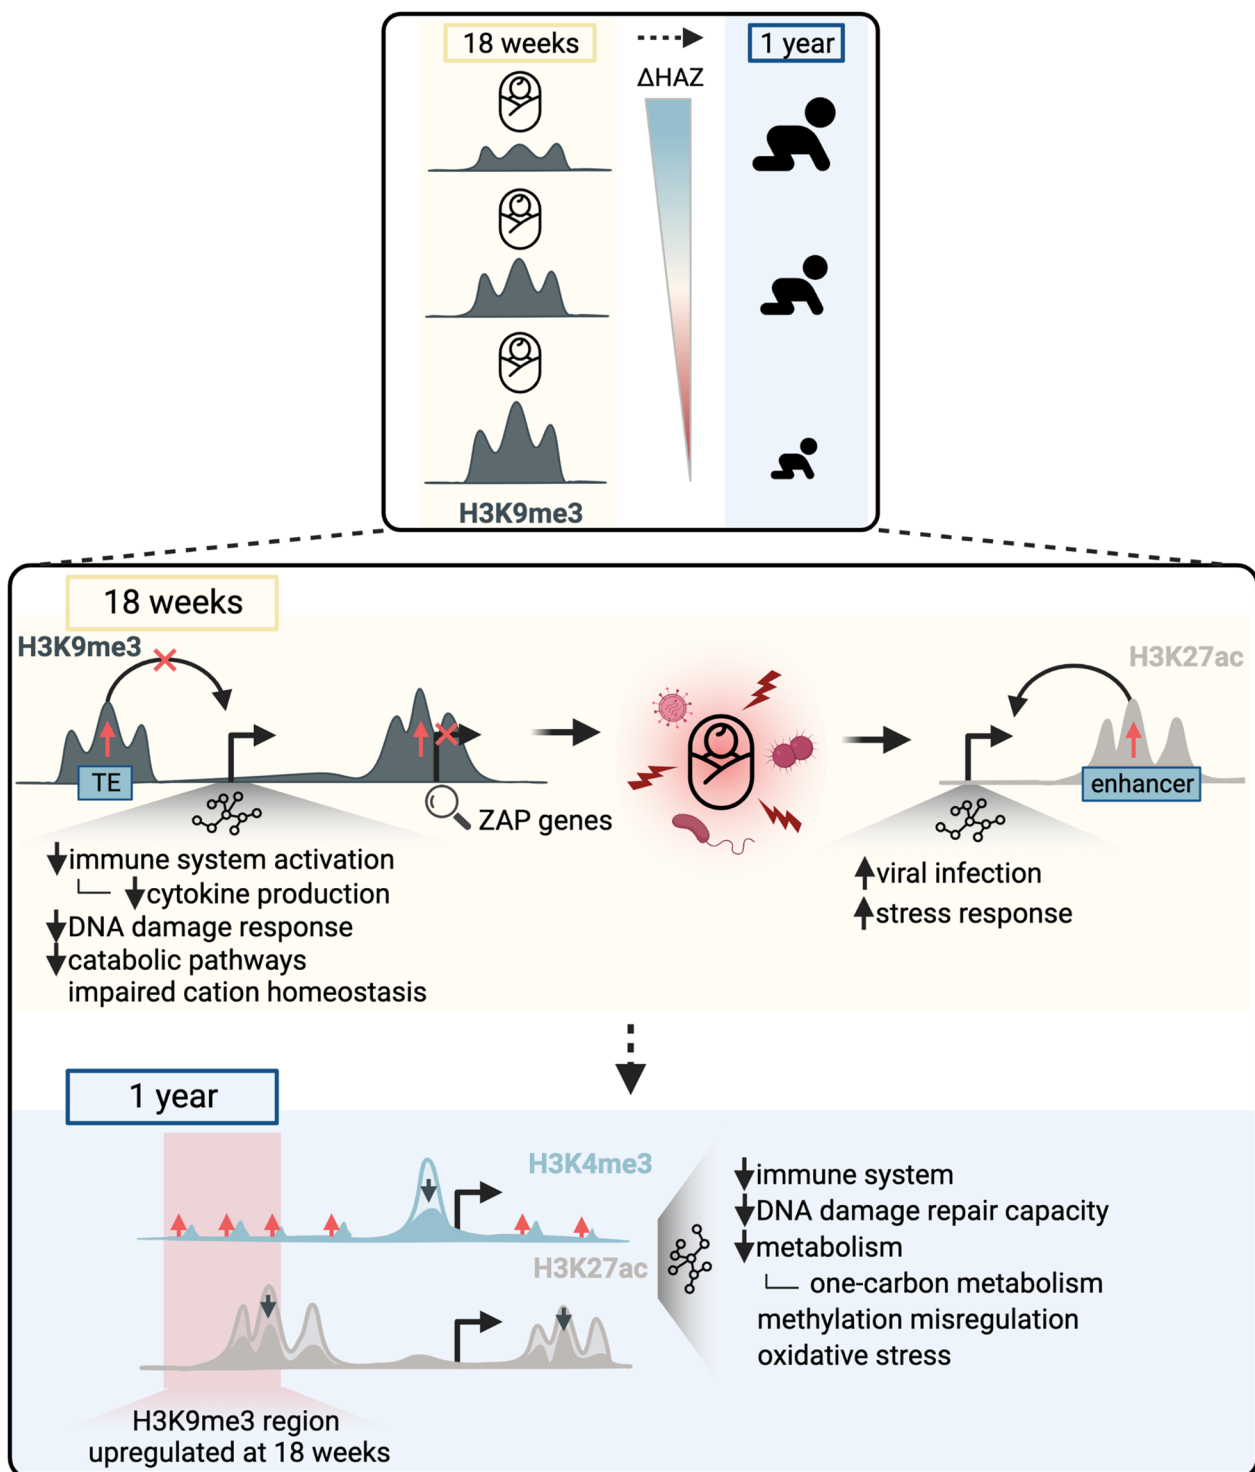 18 weeks
1 year
ΔHAZ
H3K9me3
18 weeks
H3K9me3
H3K27ac
TE
enhancer
ZAP genes
immune system activation
cytokine production
DNA damage response
catabolic pathways
impaired cation homeostasis
viral infection
stress response
1 year
H3K4me3
H3K27ac
immune system
DNA damage repair capacity
metabolism
one-carbon metabolism
methylation misregulation
oxidative stress
H3K9me3 region
upregulated at 18 weeks